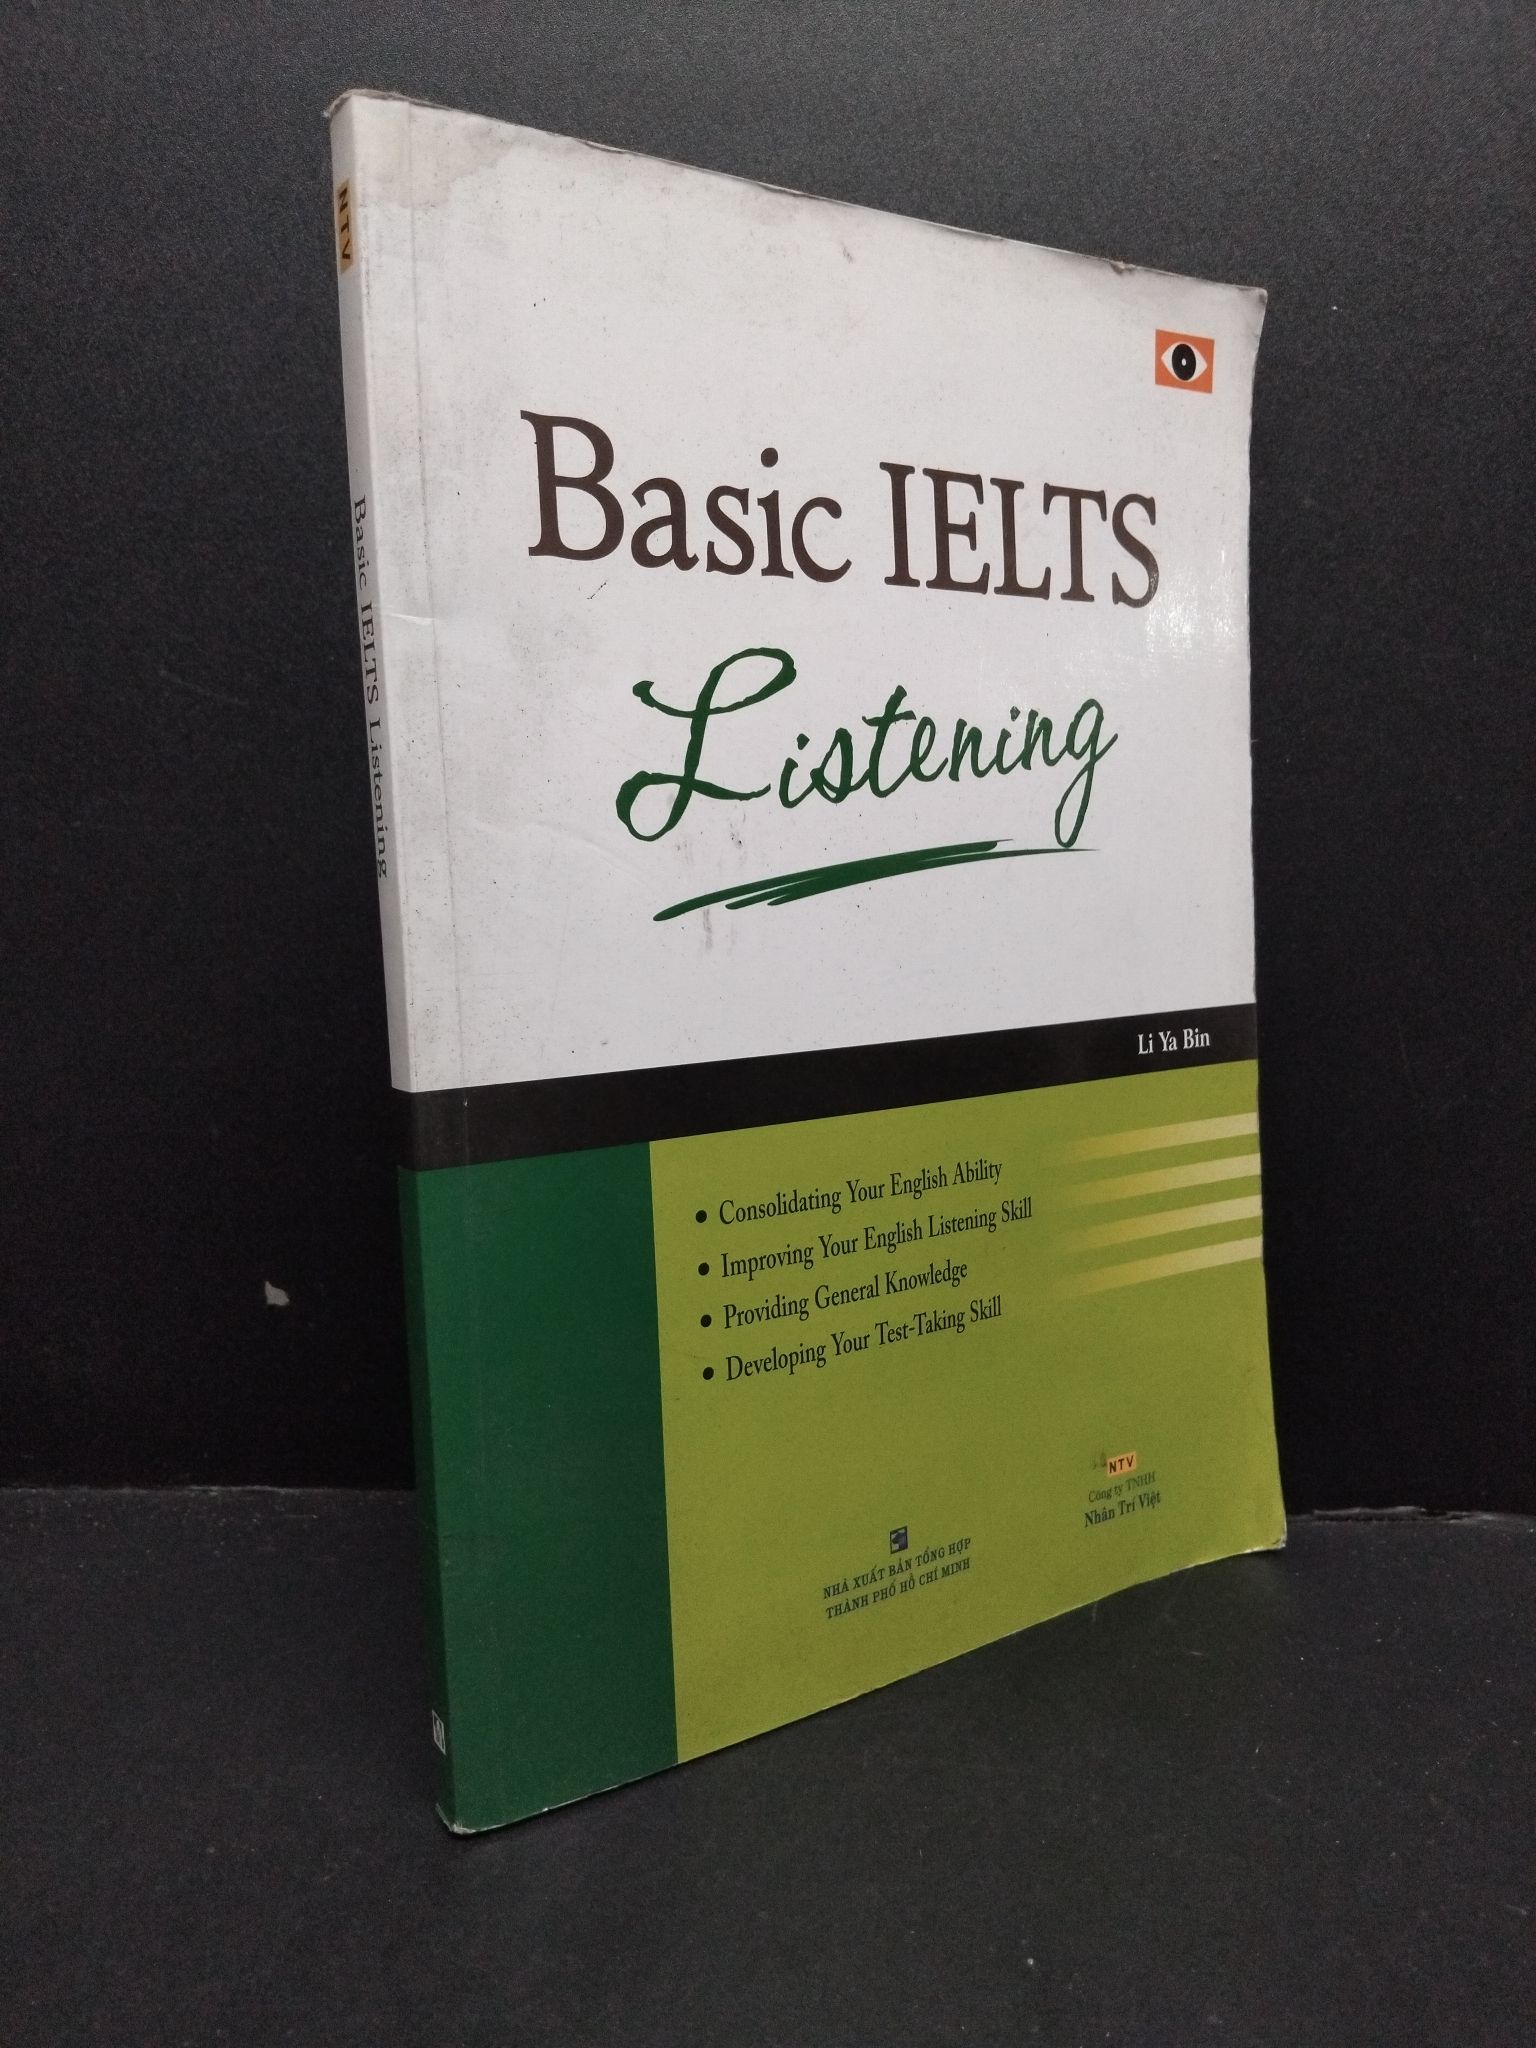 NTV
Basic IELTS Listening
Basic IELTS
Listening
Li Ya Bin
• Consolidating Your English Ability
• Improving Your English Listening Skill
• Providing General Knowledge
• Developing Your Test-Taking Skill
NTV
Công ty TNHH
Nhân Trí Việt
NHÀ XUẤT BẢN TỔNG HỢP
THÀNH PHỐ HỒ CHÍ MINH